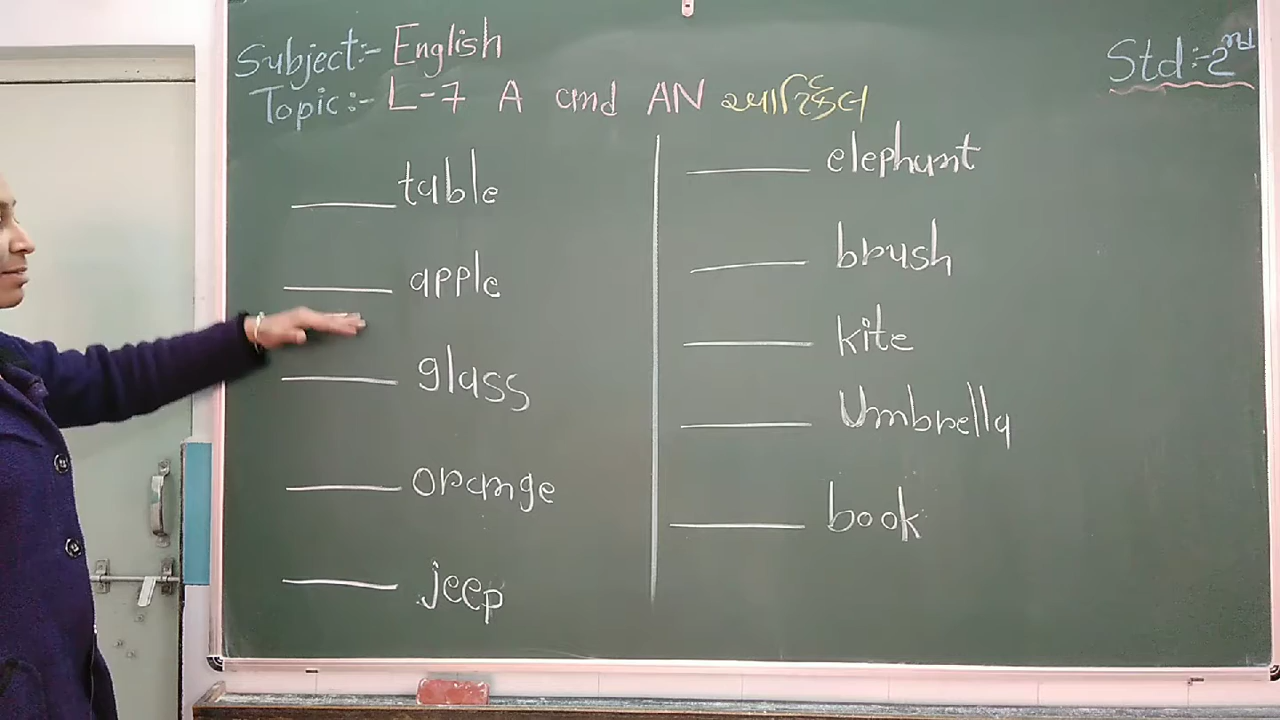 Subject:- English
Std:- 2nd
Topic:- L-7 A and AN આર્ટિકલ
____ table
____ apple
____ glass
____ orange
____ jeep
____ elephant
____ brush
____ kite
____ Umbrella
____ book